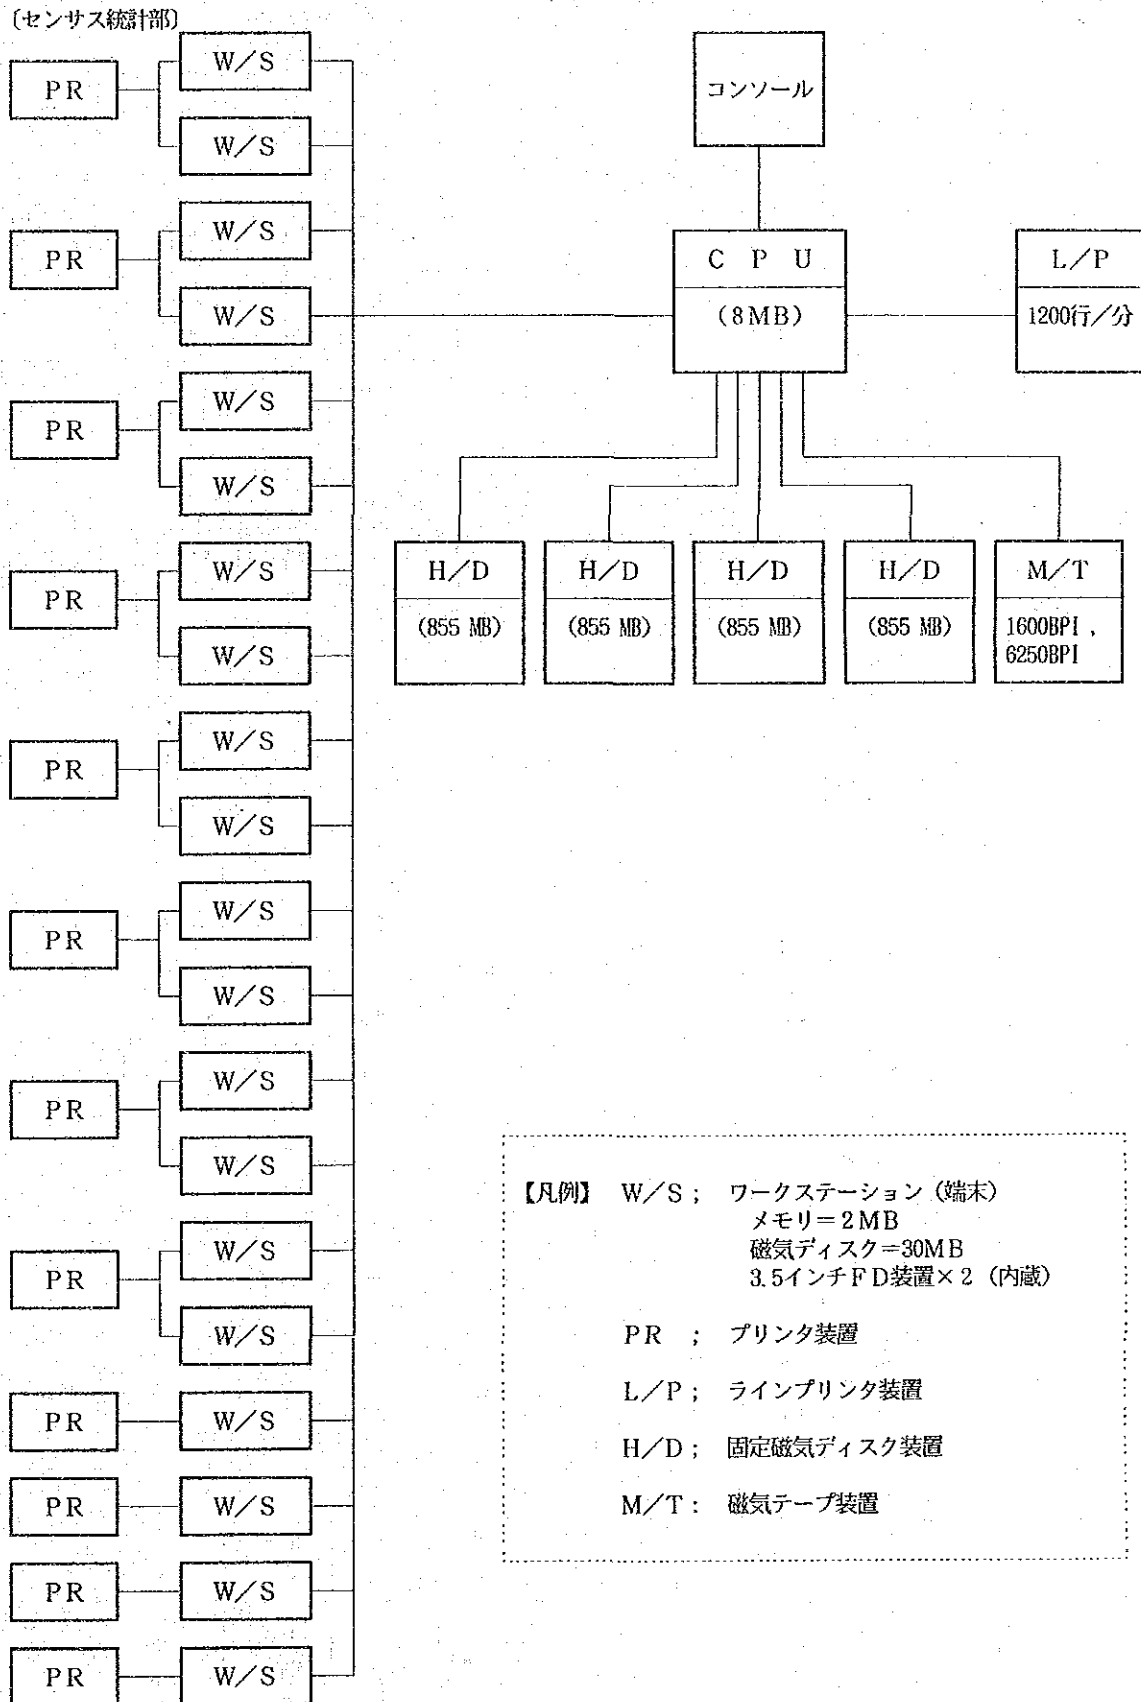 〔センサス統計部〕
PR
W/S
W/S
PR
W/S
W/S
PR
W/S
W/S
PR
W/S
W/S
PR
W/S
W/S
PR
W/S
W/S
PR
W/S
W/S
PR
W/S
W/S
PR
W/S
PR
W/S
PR
W/S
PR
W/S
コンソール
C P U
(8MB)
L/P
1200行/分
H/D
(855 MB)
H/D
(855 MB)
H/D
(855 MB)
H/D
(855 MB)
M/T
1600BPI ,
6250BPI
【凡例】 W/S ; ワークステーション (端末)
メモリ=2MB
磁気ディスク=30MB
3.5インチFD装置×2 (内蔵)
PR ; プリンタ装置
L/P ; ラインプリンタ装置
H/D ; 固定磁気ディスク装置
M/T : 磁気テープ装置